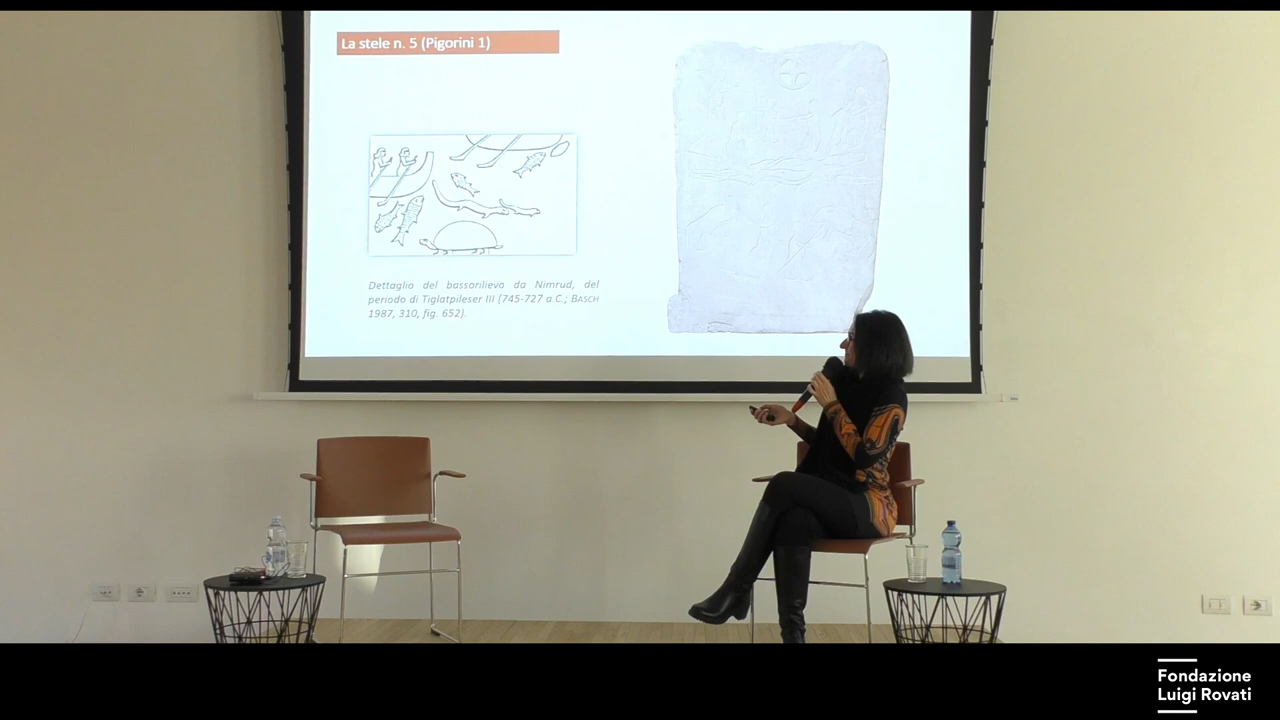 La stele n. 5 (Pigorini 1)
Dettaglio del bassorilievo da Nimrud, del
periodo di Tiglatpileser III (745-727 a.C.; BASCH
1987, 310, fig. 652).
Fondazione
Luigi Rovati